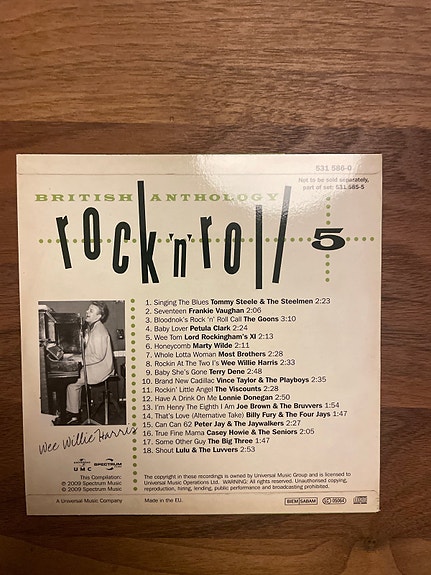 531 586-0
Not to be sold separately,
part of set: 531 585-5
BRITISH ANTHOLOGY
rock 'n' roll 5
1. Singing The Blues Tommy Steele & The Steelmen 2:23
2. Seventeen Frankie Vaughan 2:06
3. Bloodnok's Rock 'n' Roll Call The Goons 3:10
4. Baby Lover Petula Clark 2:24
5. Wee Tom Lord Rockingham's XI 2:13
6. Honeycomb Marty Wilde 2:11
7. Whole Lotta Woman Most Brothers 2:28
8. Rockin At The Two I's Wee Willie Harris 2:33
9. Baby She's Gone Terry Dene 2:48
10. Brand New Cadillac Vince Taylor & The Playboys 2:35
11. Rockin' Little Angel The Viscounts 2:28
12. Have A Drink On Me Lonnie Donegan 2:50
13. I'm Henry The Eighth I Am Joe Brown & The Bruvvers 1:54
14. That's Love (Alternative Take) Billy Fury & The Four Jays 1:47
15. Can Can 62 Peter Jay & The Jaywalkers 2:27
16. True Fine Mama Casey Howie & The Seniors 2:05
17. Some Other Guy The Big Three 1:47
18. Shout Lulu & The Luvvers 2:53
Wee Willie Harris
UMC
SPECTRUM
This Compilation:
℗ 2009 Spectrum Music
© 2009 Spectrum Music
A Universal Music Company
The copyright in these recordings is owned by Universal Music Group and is licensed to
Universal Music Operations Ltd. WARNING: All rights reserved. Unauthorised copying,
reproduction, hiring, lending, public performance and broadcasting prohibited.
Made in the EU.
BIEM SABAM
LC 05064